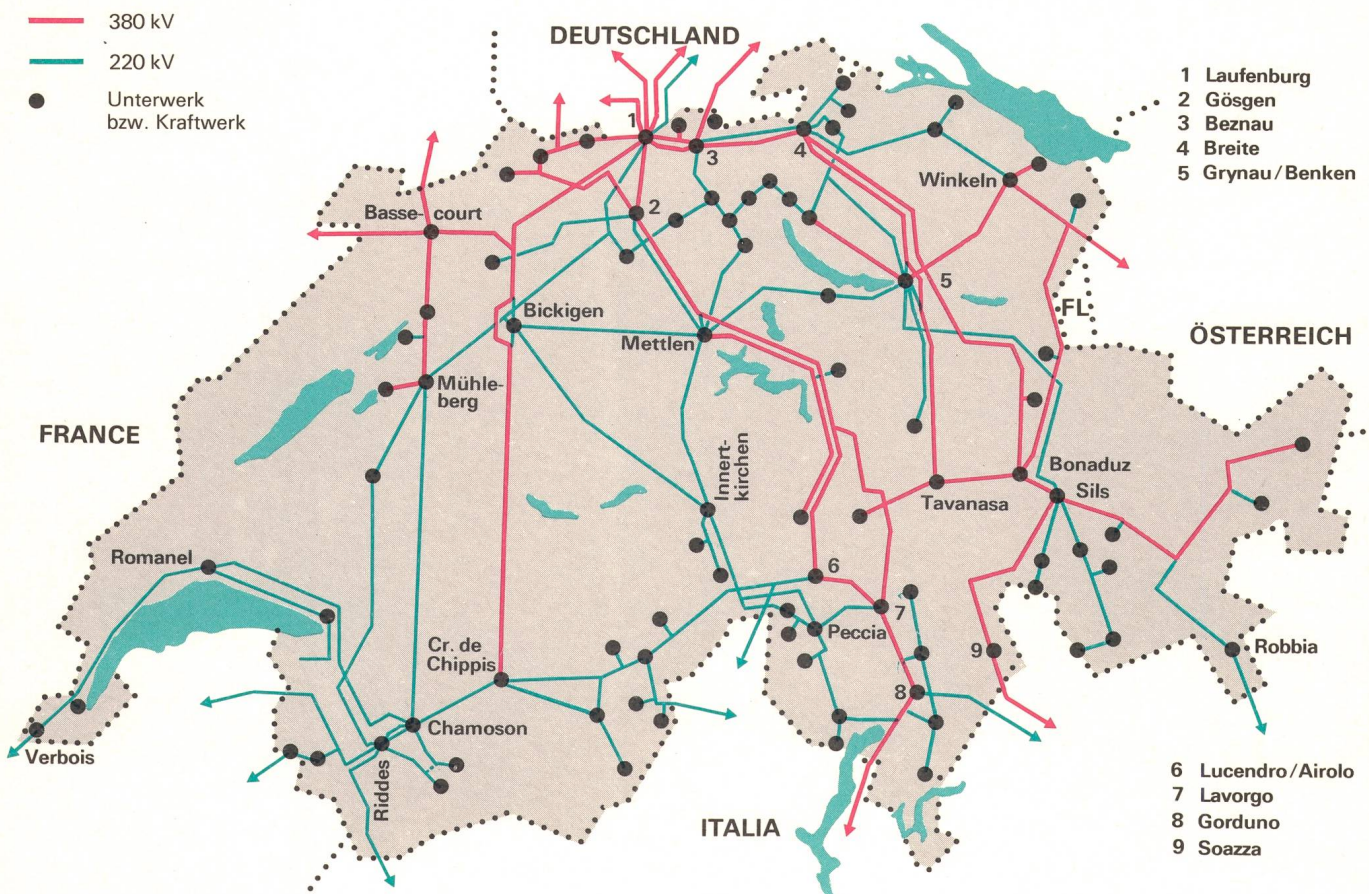 380 kV
220 kV
Unterwerk
bzw. Kraftwerk
DEUTSCHLAND
1 Laufenburg
2 Gösgen
3 Beznau
4 Breite
5 Grynau/Benken
1
3
4
Winkeln
2
Basse-court
5
FL
Bickigen
Mettlen
ÖSTERREICH
Mühle-
berg
FRANCE
Innert-
kirchen
Bonaduz
Sils
Tavanasa
Romanel
6
7
Peccia
Cr. de
Chippis
9
Robbia
8
Chamoson
Verbois
Riddes
ITALIA
6 Lucendro/Airolo
7 Lavorgo
8 Gorduno
9 Soazza